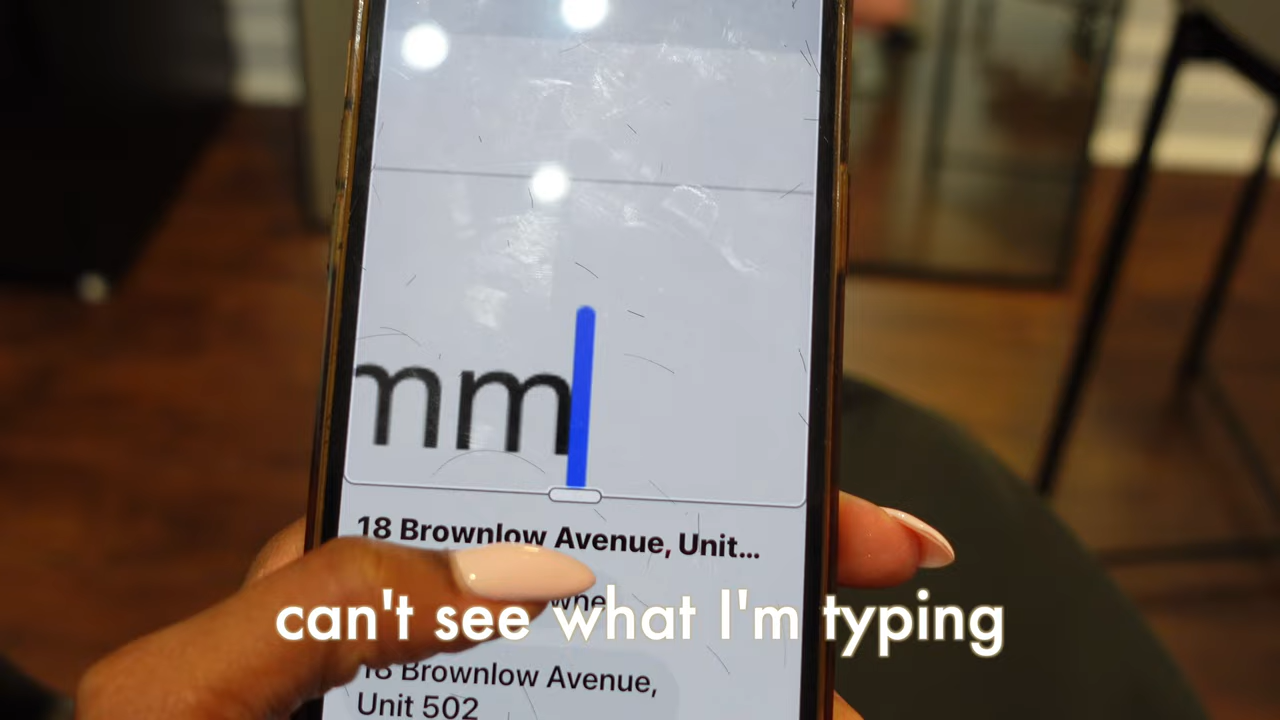 mm
18 Brownlow Avenue, Unit...
can't see what I'm typing
18 Brownlow Avenue,
Unit 502